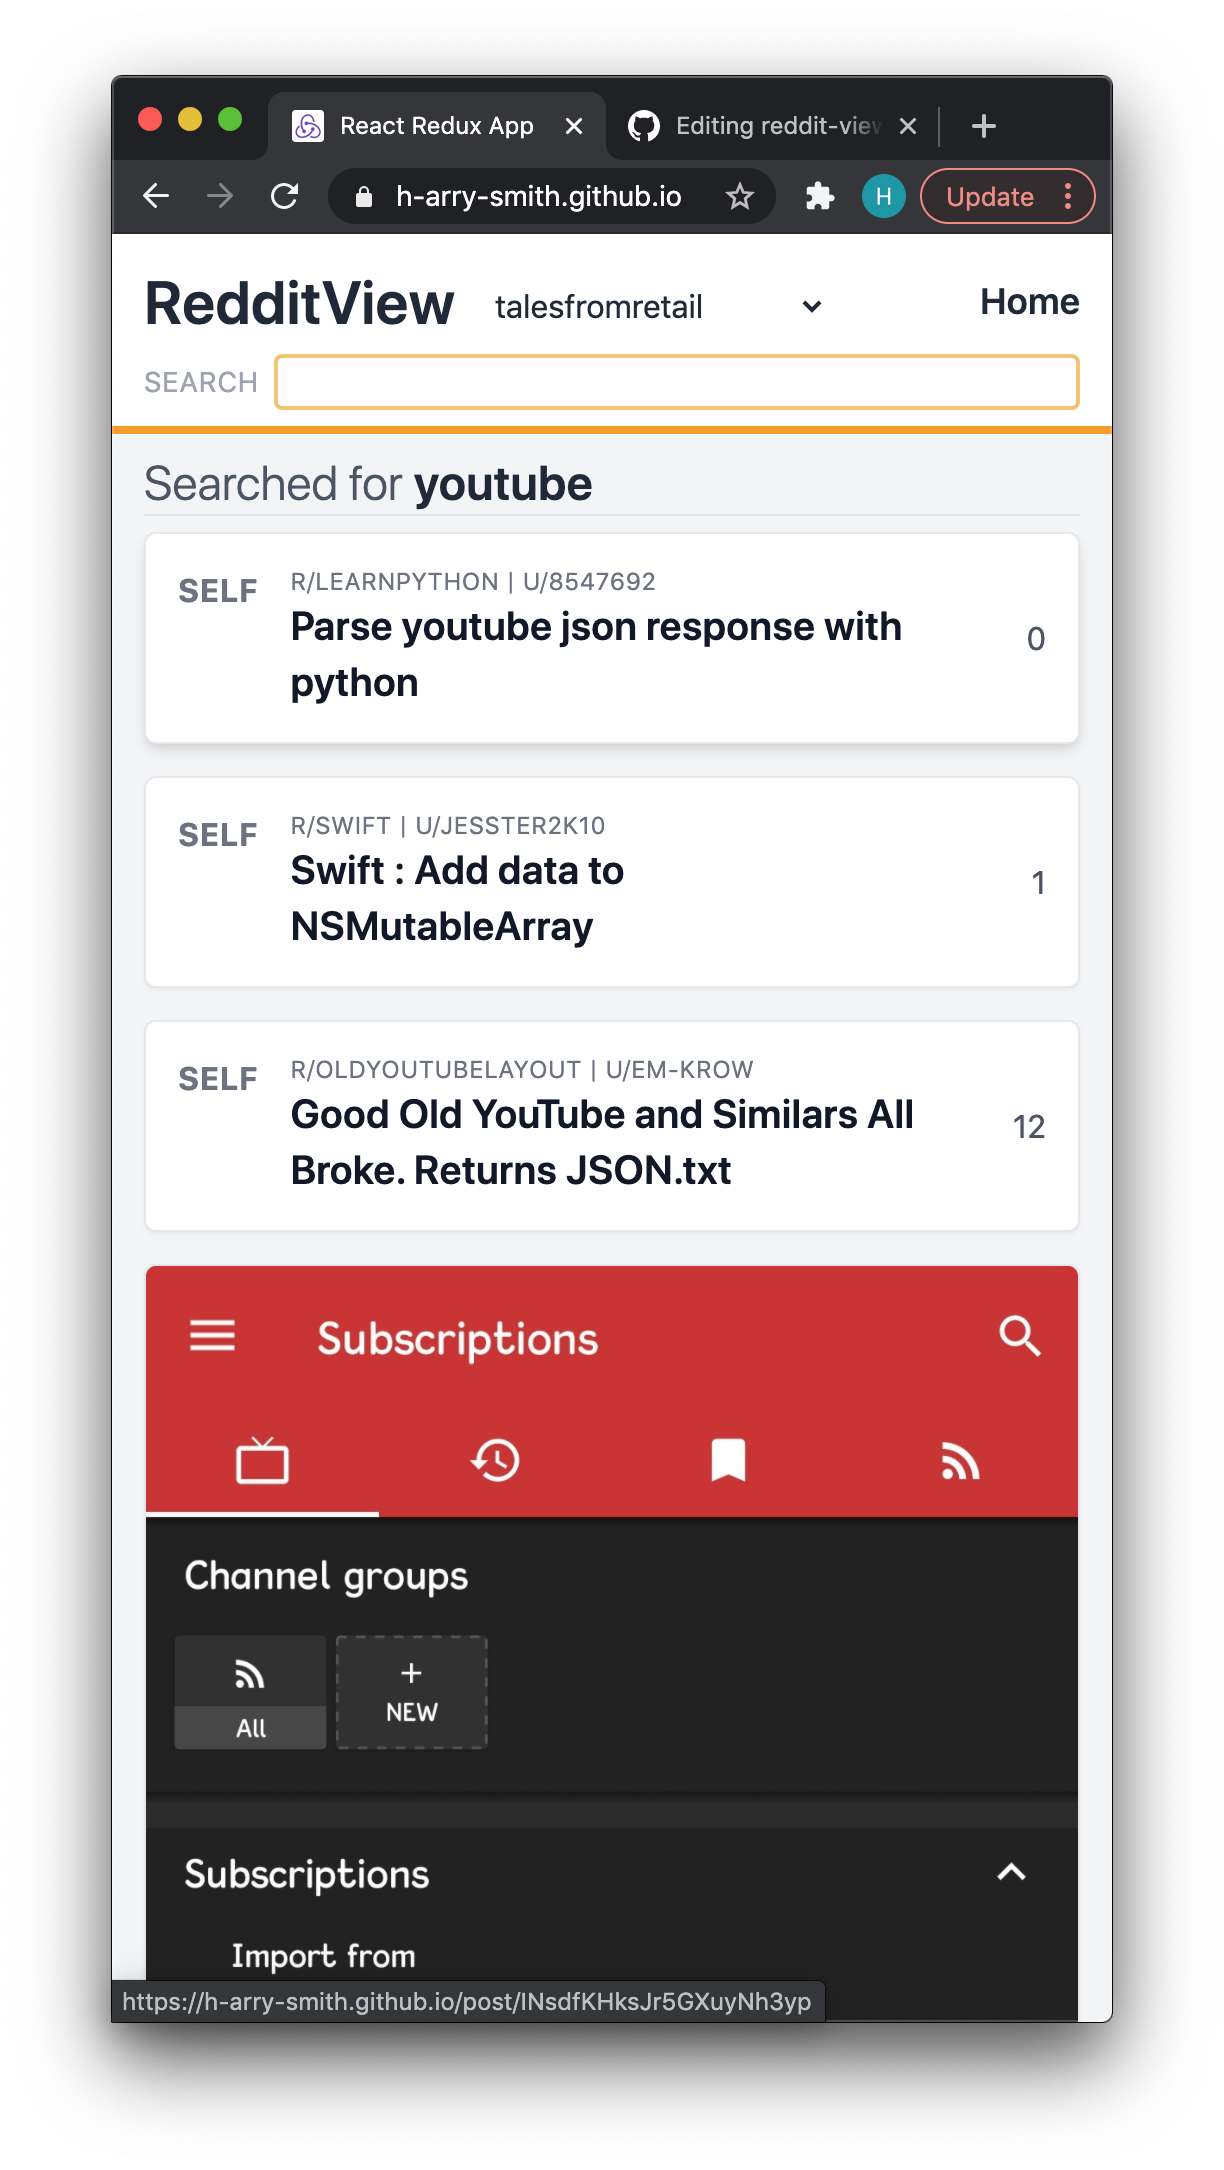 React Redux App
Editing reddit-view
h-arry-smith.github.io
H
Update
RedditView
talesfromretail
Home
SEARCH
Searched for youtube
SELF
R/LEARNPYTHON | U/8547692
Parse youtube json response with
python
0
SELF
R/SWIFT | U/JESSTER2K10
Swift : Add data to
NSMutableArray
1
SELF
R/OLDYOUTUBELAYOUT | U/EM-KROW
Good Old YouTube and Similars All
Broke. Returns JSON.txt
12
Subscriptions
Channel groups
All
NEW
Subscriptions
Import from
https://h-arry-smith.github.io/post/lNsdfKHksJr5GXuyNh3yp